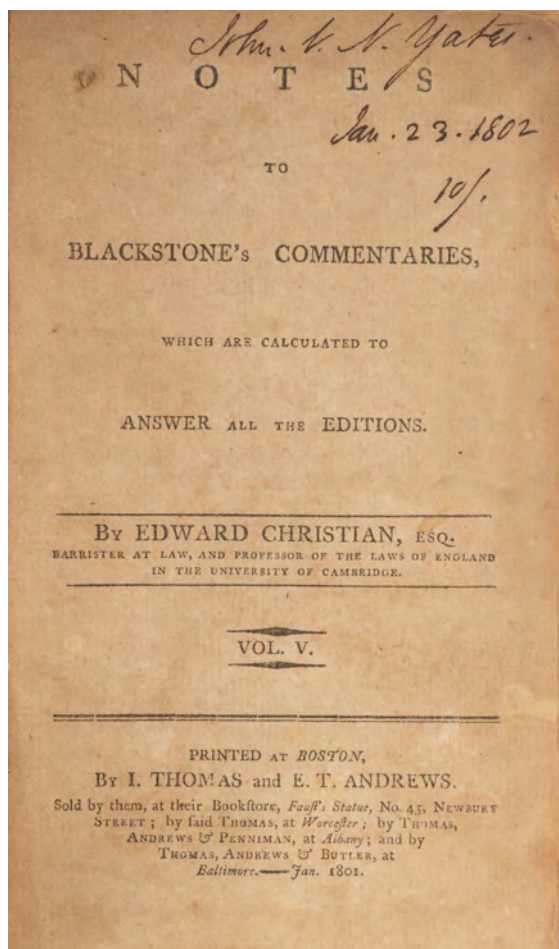 John. V. N. Yates.
NOTES
Jan. 23. 1802
TO
10/.
BLACKSTONE's COMMENTARIES,
WHICH ARE CALCULATED TO
ANSWER ALL THE EDITIONS.
BY EDWARD CHRISTIAN, ESQ.
BARRISTER AT LAW, AND PROFESSOR OF THE LAWS OF ENGLAND
IN THE UNIVERSITY OF CAMBRIDGE.
VOL. V.
PRINTED AT BOSTON,
BY I. THOMAS and E. T. ANDREWS.
Sold by them, at their Bookſtore, Fauſt's Statue, No. 45, NEWBURY
STREET; by ſaid THOMAS, at Worceſter; by THOMAS,
ANDREWS & PENNIMAN, at Albany; and by
THOMAS, ANDREWS & BUTLER, at
Baltimore.—Jan. 1801.